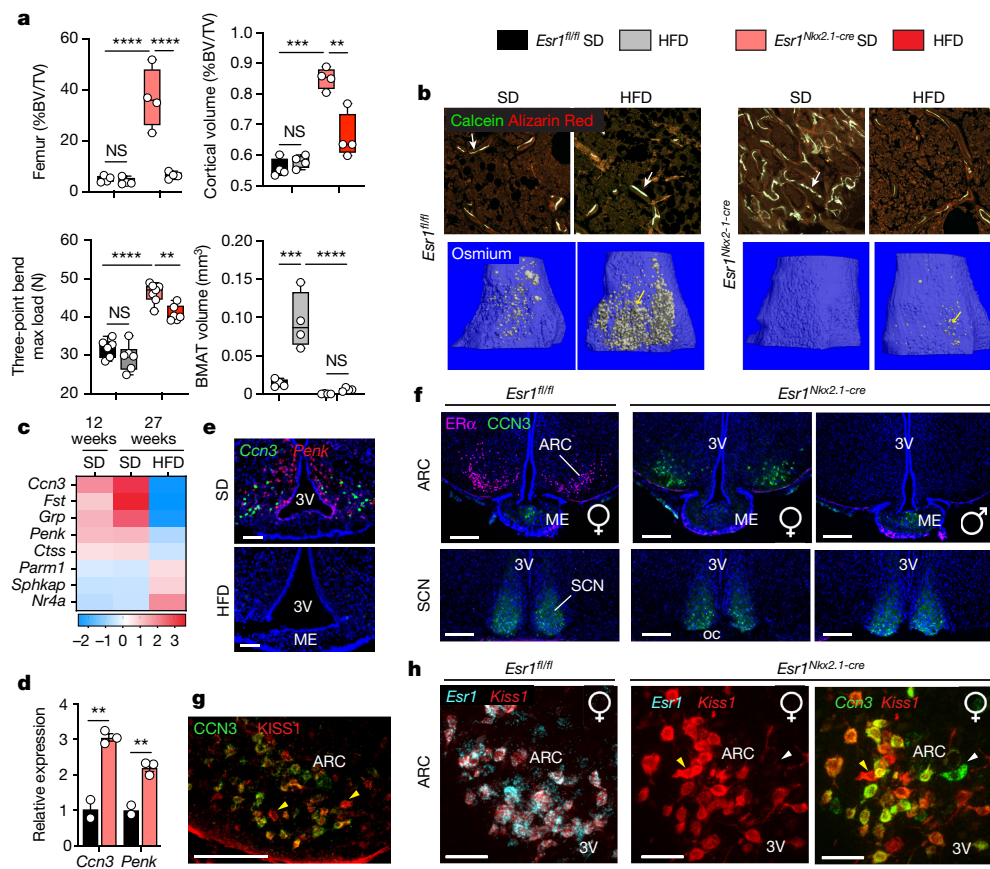 a
Esr1fl/fl SD
HFD
Esr1Nkx2.1-cre SD
HFD
Femur (%BV/TV)
60
40
20
0
****
****
NS
Cortical volume (%BV/TV)
1.0
0.9
0.8
0.7
0.6
0.5
***
**
NS
Three-point bend
max load (N)
60
40
30
20
****
**
NS
BMAT volume (mm3)
0.20
0.15
0.10
0.05
0
***
****
NS
b
SD
HFD
SD
HFD
Calcein Alizarin Red
Esr1fl/fl
Osmium
Esr1Nkx2-1-cre
c
12
weeks
27
weeks
SD
SD
HFD
Ccn3
Fst
Grp
Penk
Ctss
Parm1
Sphkap
Nr4a
−2 −1 0 1 2 3
d
Relative expression
4
3
2
1
0
**
**
Ccn3
Penk
e
Ccn3
Penk
SD
3V
HFD
3V
ME
f
Esr1fl/fl
Esr1Nkx2.1-cre
ERα CCN3
ARC
ARC
3V
3V
ME
♀
ME
♀
ME
♂
SCN
3V
SCN
3V
oc
3V
g
CCN3
KISS1
ARC
h
Esr1fl/fl
Esr1Nkx2.1-cre
ARC
Esr1 Kiss1
♀
ARC
Esr1 Kiss1
♀
ARC
3V
Ccn3 Kiss1
♀
ARC
3V